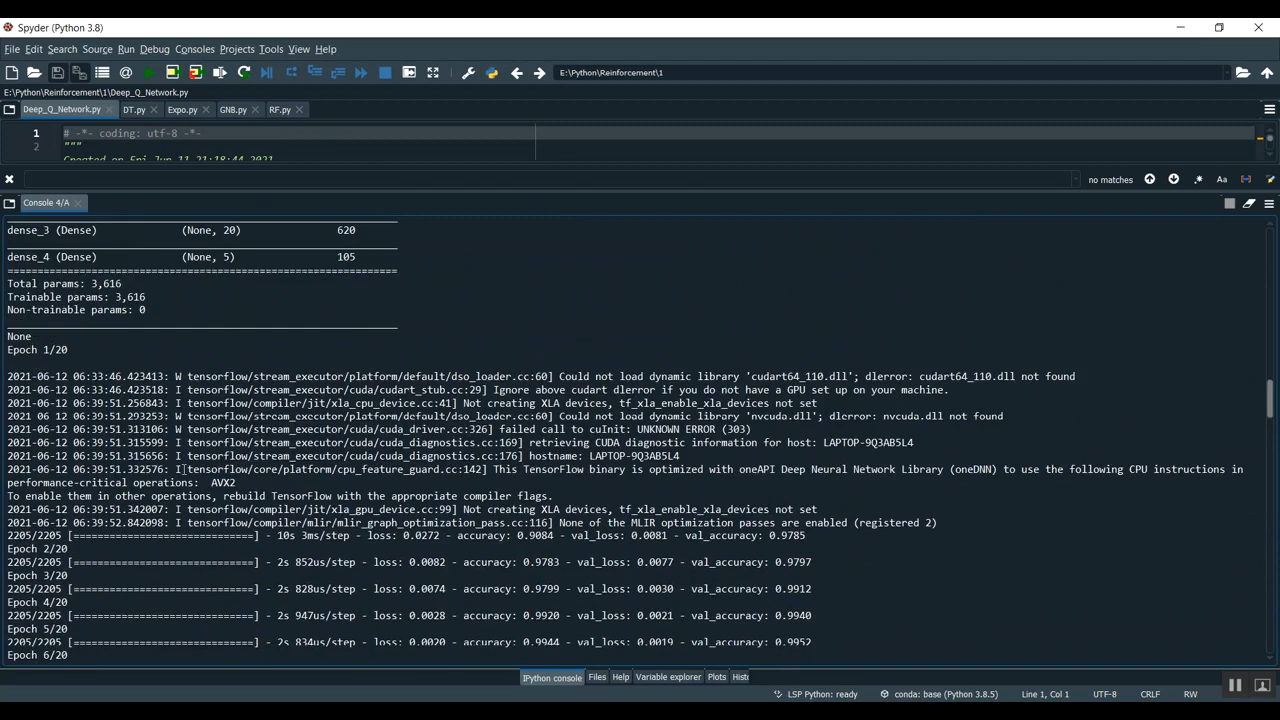 Spyder (Python 3.8)
File Edit Search Source Run Debug Consoles Projects Tools View Help
E:\Python\Reinforcement\1
E:\Python\Reinforcement\1\Deep_Q_Network.py
Deep_Q_Network.py DT.py Expo.py GNB.py RF.py
1 # -*- coding: utf-8 -*-
2 """
Created on Fri Jun 11 21:18:44 2021
no matches Aa
Console 4/A
dense_3 (Dense) (None, 20) 620
dense_4 (Dense) (None, 5) 105
=================================================================
Total params: 3,616
Trainable params: 3,616
Non-trainable params: 0
None
Epoch 1/20
2021-06-12 06:33:46.423413: W tensorflow/stream_executor/platform/default/dso_loader.cc:60] Could not load dynamic library 'cudart64_110.dll'; dlerror: cudart64_110.dll not found
2021-06-12 06:33:46.423518: I tensorflow/stream_executor/cuda/cudart_stub.cc:29] Ignore above cudart dlerror if you do not have a GPU set up on your machine.
2021-06-12 06:39:51.256843: I tensorflow/compiler/jit/xla_cpu_device.cc:41] Not creating XLA devices, tf_xla_enable_xla_devices not set
2021-06-12 06:39:51.293253: W tensorflow/stream_executor/platform/default/dso_loader.cc:60] Could not load dynamic library 'nvcuda.dll'; dlerror: nvcuda.dll not found
2021-06-12 06:39:51.313106: W tensorflow/stream_executor/cuda/cuda_driver.cc:326] failed call to cuInit: UNKNOWN ERROR (303)
2021-06-12 06:39:51.315599: I tensorflow/stream_executor/cuda/cuda_diagnostics.cc:169] retrieving CUDA diagnostic information for host: LAPTOP-9Q3AB5L4
2021-06-12 06:39:51.315656: I tensorflow/stream_executor/cuda/cuda_diagnostics.cc:176] hostname: LAPTOP-9Q3AB5L4
2021-06-12 06:39:51.332576: I tensorflow/core/platform/cpu_feature_guard.cc:142] This TensorFlow binary is optimized with oneAPI Deep Neural Network Library (oneDNN) to use the following CPU instructions in
performance-critical operations: AVX2
To enable them in other operations, rebuild TensorFlow with the appropriate compiler flags.
2021-06-12 06:39:51.342007: I tensorflow/compiler/jit/xla_gpu_device.cc:99] Not creating XLA devices, tf_xla_enable_xla_devices not set
2021-06-12 06:39:52.842098: I tensorflow/compiler/mlir/mlir_graph_optimization_pass.cc:116] None of the MLIR optimization passes are enabled (registered 2)
2205/2205 [==============================] - 10s 3ms/step - loss: 0.0272 - accuracy: 0.9084 - val_loss: 0.0081 - val_accuracy: 0.9785
Epoch 2/20
2205/2205 [==============================] - 2s 852us/step - loss: 0.0082 - accuracy: 0.9783 - val_loss: 0.0077 - val_accuracy: 0.9797
Epoch 3/20
2205/2205 [==============================] - 2s 828us/step - loss: 0.0074 - accuracy: 0.9799 - val_loss: 0.0030 - val_accuracy: 0.9912
Epoch 4/20
2205/2205 [==============================] - 2s 947us/step - loss: 0.0028 - accuracy: 0.9920 - val_loss: 0.0021 - val_accuracy: 0.9940
Epoch 5/20
2205/2205 [==============================] - 2s 834us/step - loss: 0.0020 - accuracy: 0.9944 - val_loss: 0.0019 - val_accuracy: 0.9952
Epoch 6/20
IPython console Files Help Variable explorer Plots Histo
LSP Python: ready conda: base (Python 3.8.5) Line 1, Col 1 UTF-8 CRLF RW